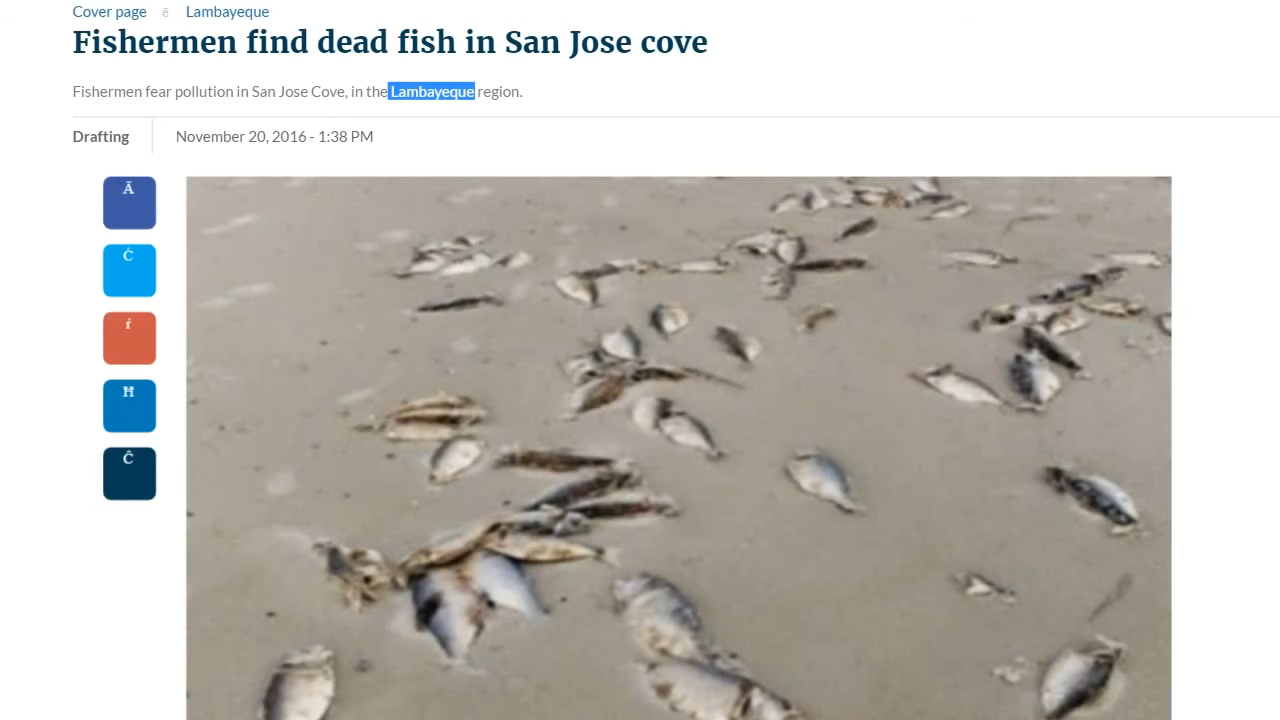 Cover page ē Lambayeque
Fishermen find dead fish in San Jose cove
Fishermen fear pollution in San Jose Cove, in the Lambayeque region.
Drafting November 20, 2016 - 1:38 PM
Ã
Ć
ŕ
Ħ
Ĉ